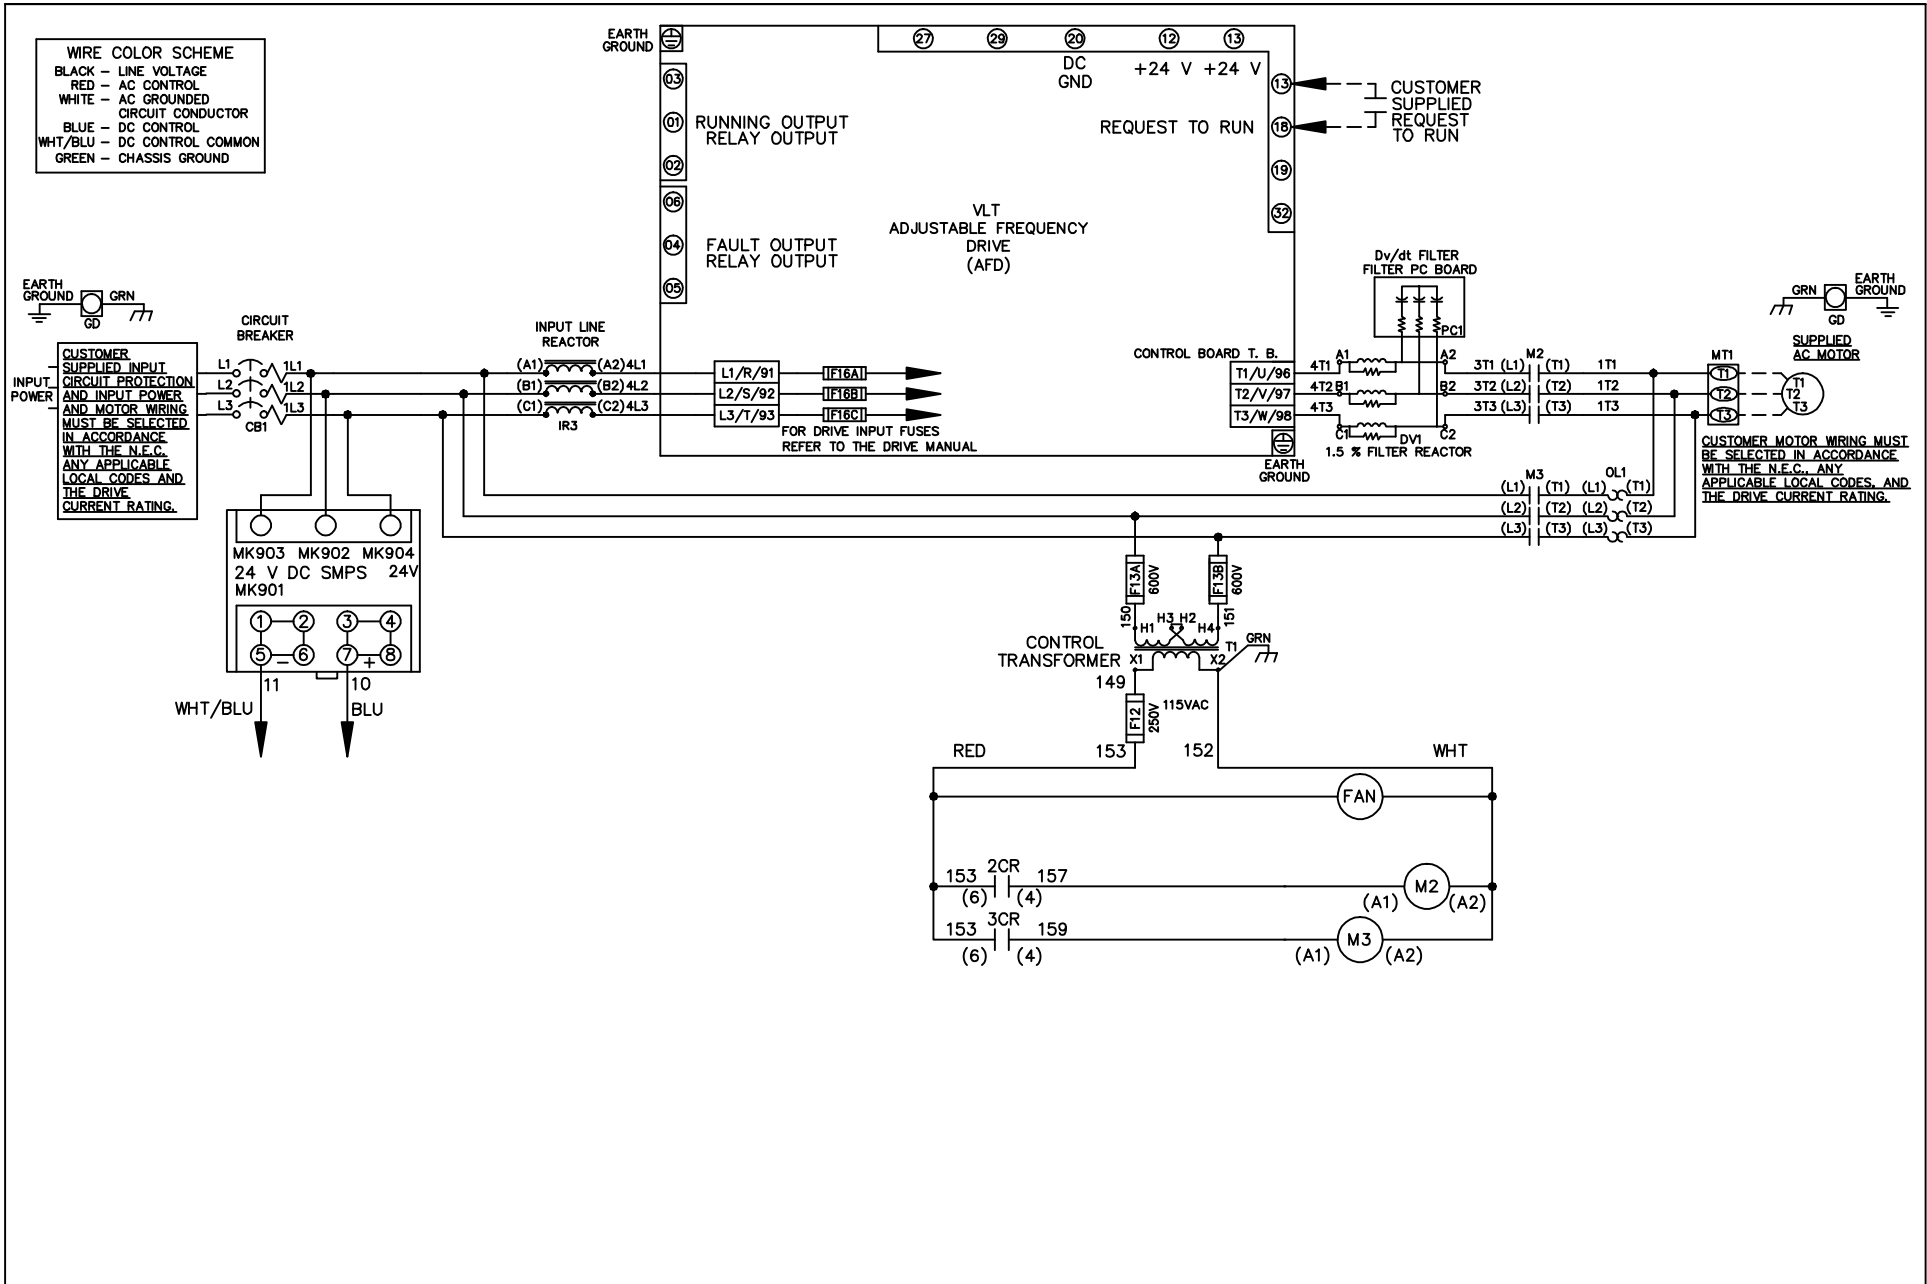 WIRE COLOR SCHEME
BLACK – LINE VOLTAGE
RED – AC CONTROL
WHITE – AC GROUNDED
CIRCUIT CONDUCTOR
BLUE – DC CONTROL
WHT/BLU – DC CONTROL COMMON
GREEN – CHASSIS GROUND
EARTH
GROUND
27 29 20 12 13
DC
GND
+24 V +24 V
03
01
02
RUNNING OUTPUT
RELAY OUTPUT
06
04
05
FAULT OUTPUT
RELAY OUTPUT
VLT
ADJUSTABLE FREQUENCY
DRIVE
(AFD)
13
REQUEST TO RUN 18
19
32
CUSTOMER
SUPPLIED
REQUEST
TO RUN
EARTH
GROUND
GRN
GD
INPUT
POWER
CUSTOMER
SUPPLIED INPUT
CIRCUIT PROTECTION
AND INPUT POWER
AND MOTOR WIRING
MUST BE SELECTED
IN ACCORDANCE
WITH THE N.E.C.
ANY APPLICABLE
LOCAL CODES AND
THE DRIVE
CURRENT RATING.
CIRCUIT
BREAKER
L1 1L1
L2 1L2
L3 1L3
CB1
INPUT LINE
REACTOR
(A1) (A2) 4L1
(B1) (B2) 4L2
(C1) (C2) 4L3
IR3
L1/R/91 F16A
L2/S/92 F16B
L3/T/93 F16C
FOR DRIVE INPUT FUSES
REFER TO THE DRIVE MANUAL
CONTROL BOARD T. B.
T1/U/96
T2/V/97
T3/W/98
EARTH
GROUND
Dv/dt FILTER
FILTER PC BOARD
PC1
4T1 A1 A2
4T2 B1 B2
4T3 C1 C2
DV1
1.5 % FILTER REACTOR
M2
3T1 (L1) (T1) 1T1
3T2 (L2) (T2) 1T2
3T3 (L3) (T3) 1T3
MT1
T1
T2
T3
T1
T2
T3
GRN
EARTH
GROUND
GD
SUPPLIED
AC MOTOR
CUSTOMER MOTOR WIRING MUST
BE SELECTED IN ACCORDANCE
WITH THE N.E.C., ANY
APPLICABLE LOCAL CODES, AND
THE DRIVE CURRENT RATING.
M3 OL1
(L1) (T1) (L1) (T1)
(L2) (T2) (L2) (T2)
(L3) (T3) (L3) (T3)
MK903 MK902 MK904
24 V DC SMPS 24V
MK901
1 2 3 4
5 – 6 7 + 8
11 10
WHT/BLU BLU
F13A 600V F13B 600V
150 151
H1 H3 H2 H4
CONTROL
TRANSFORMER
X1 X2 T1
GRN
149
F12 250V 115VAC
RED 153 152 WHT
FAN
2CR
153 157
(6) (4)
M2
(A1) (A2)
3CR
153 159
(6) (4)
M3
(A1) (A2)